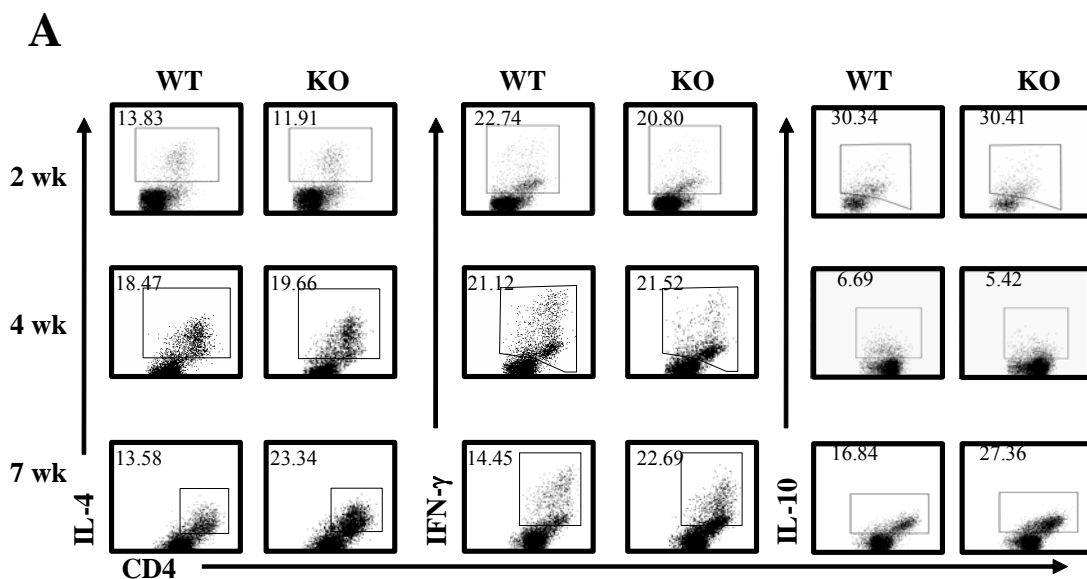 A
WT KO WT KO WT KO
2 wk 13.83 11.91 22.74 20.80 30.34 30.41
4 wk 18.47 19.66 21.12 21.52 6.69 5.42
7 wk 13.58 23.34 14.45 22.69 16.84 27.36
IL-4
IFN-γ
IL-10
CD4